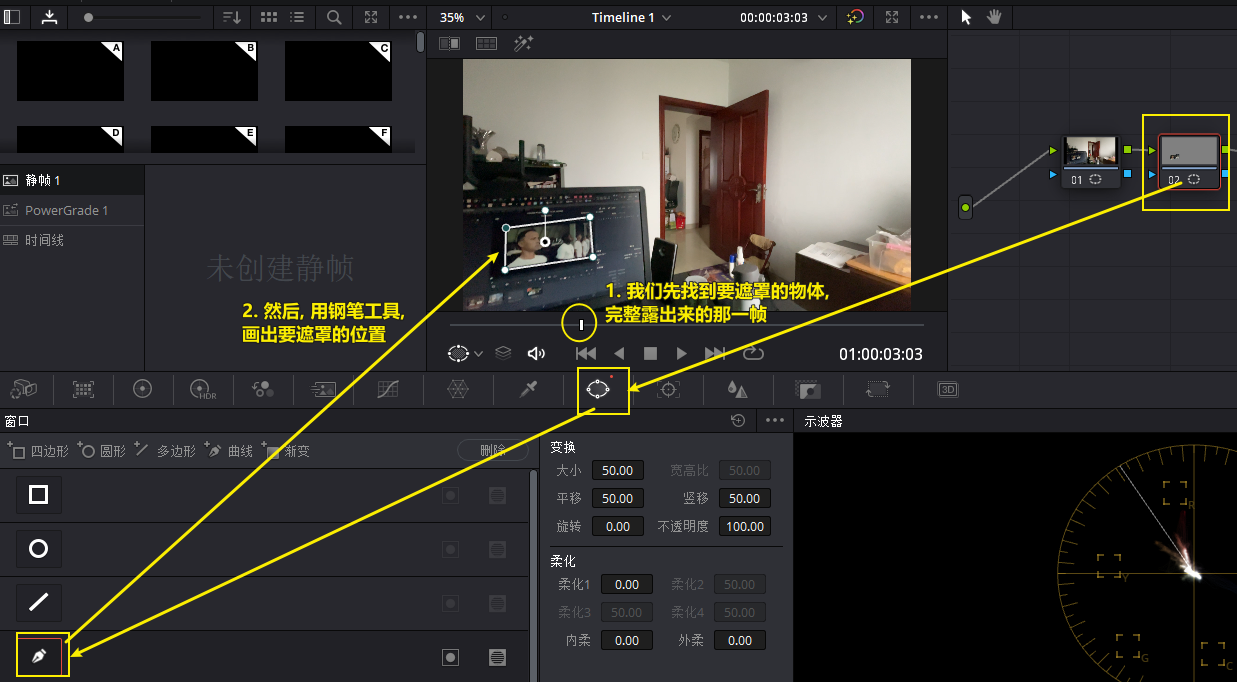 35%
Timeline 1
00:00:03:03
A
B
C
D
E
F
静帧 1
PowerGrade 1
时间线
未创建静帧
01
02
1. 我们先找到要遮罩的物体,
完整露出来的那一帧
2. 然后, 用钢笔工具,
画出要遮罩的位置
01:00:03:03
HDR
3D
窗口
四边形
圆形
多边形
曲线
渐变
删除
变换
大小 50.00 宽高比 50.00
平移 50.00 竖移 50.00
旋转 0.00 不透明度 100.00
柔化
柔化1 0.00 柔化2 50.00
柔化3 50.00 柔化4 50.00
内柔 0.00 外柔 0.00
示波器
R
Y
G
C